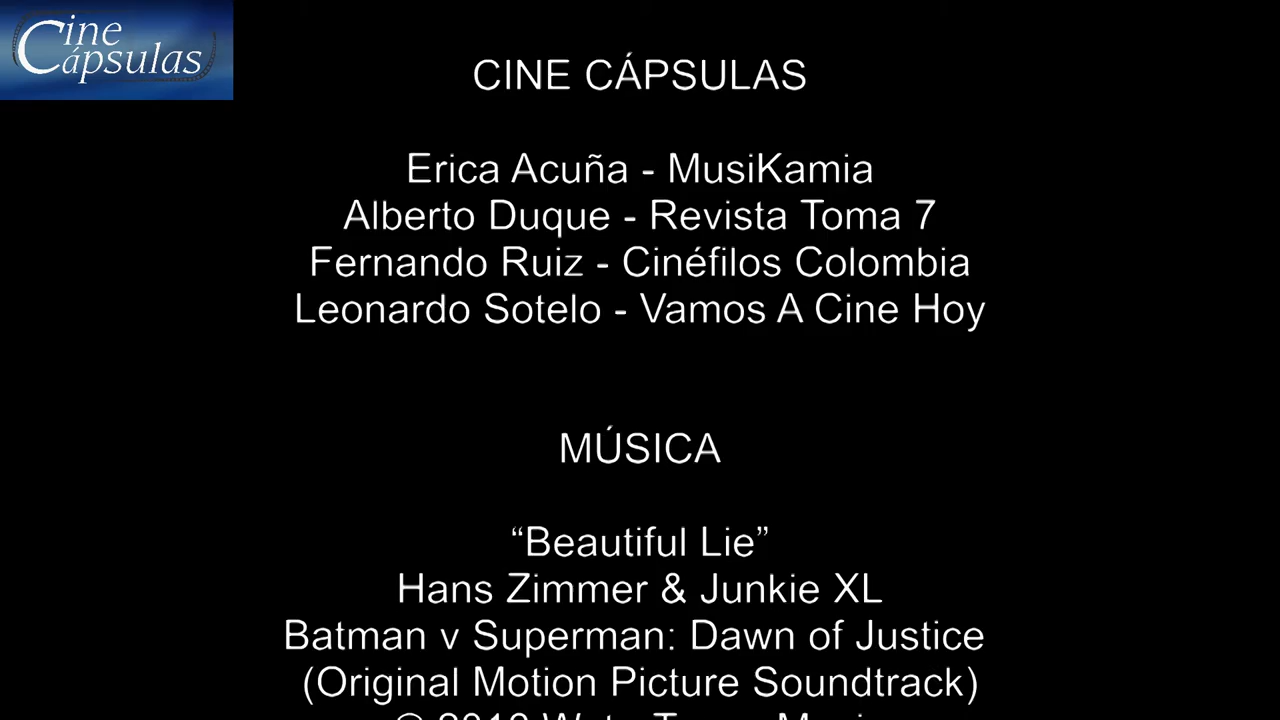 Cine
Cápsulas
CINE CÁPSULAS
Erica Acuña - MusiKamia
Alberto Duque - Revista Toma 7
Fernando Ruiz - Cinéfilos Colombia
Leonardo Sotelo - Vamos A Cine Hoy
MÚSICA
“Beautiful Lie”
Hans Zimmer & Junkie XL
Batman v Superman: Dawn of Justice
(Original Motion Picture Soundtrack)